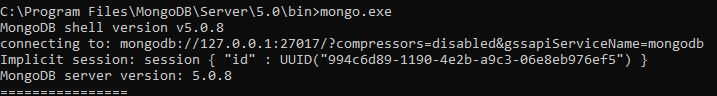 C:\Program Files\MongoDB\Server\5.0\bin>mongo.exe
MongoDB shell version v5.0.8
connecting to: mongodb://127.0.0.1:27017/?compressors=disabled&gssapiServiceName=mongodb
Implicit session: session { "id" : UUID("994c6d89-1190-4e2b-a9c3-06e8eb976ef5") }
MongoDB server version: 5.0.8
================